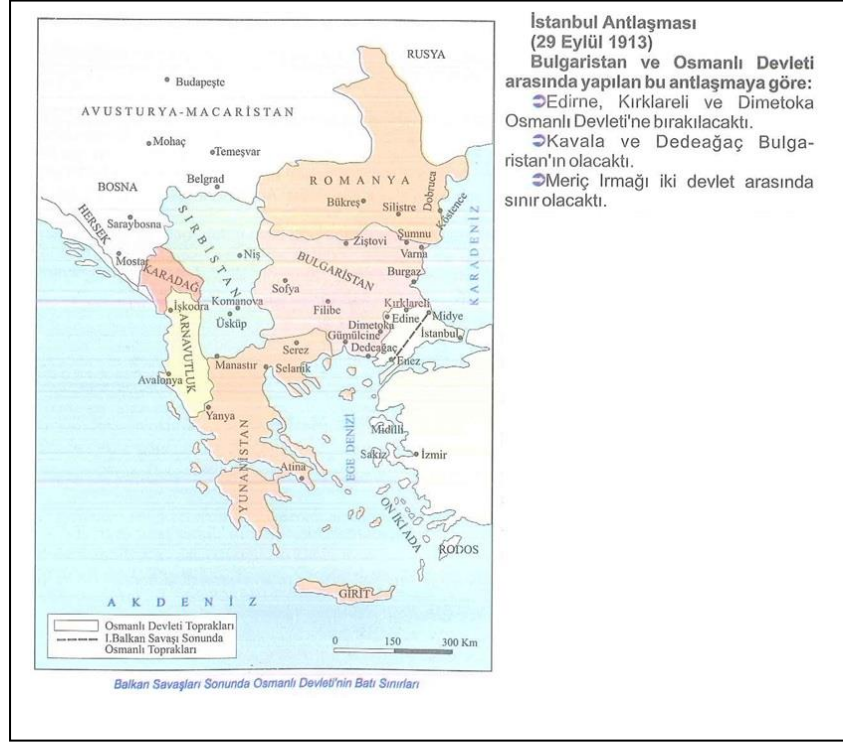 İstanbul Antlaşması
(29 Eylül 1913)
Bulgaristan ve Osmanlı Devleti
arasında yapılan bu antlaşmaya göre:
➲Edirne, Kırklareli ve Dimetoka
Osmanlı Devleti'ne bırakılacaktı.
➲Kavala ve Dedeağaç Bulga-
ristan'ın olacaktı.
➲Meriç Irmağı iki devlet arasında
sınır olacaktı.
RUSYA
Budapeşte
AVUSTURYA-MACARİSTAN
Mohaç
Temeşvar
BOSNA
Belgrad
ROMANYA
Dobruca
HERSEK
Saraybosna
Bükreş
Silistre
Köstence
SIRBİSTAN
Mostar
Niş
Ziştovi
Şumnu
Varna
KARADENİZ
KARADAĞ
BULGARİSTAN
Burgaz
Sofya
İşkodra
Komanova
Filibe
Kırklareli
Üsküp
Edine
Midye
Dimetoka
İstanbul
ARNAVUTLUK
Gümülcine
Serez
Dedeağaç
Manastır
Selanik
Enez
Avalonya
Yanya
EGE DENİZİ
Midilli
YUNANİSTAN
Sakız
İzmir
Atina
ON İKİ ADA
RODOS
GİRİT
AKDENİZ
Osmanlı Devleti Toprakları
I.Balkan Savaşı Sonunda
Osmanlı Toprakları
0 150 300 Km
Balkan Savaşları Sonunda Osmanlı Devleti'nin Batı Sınırları